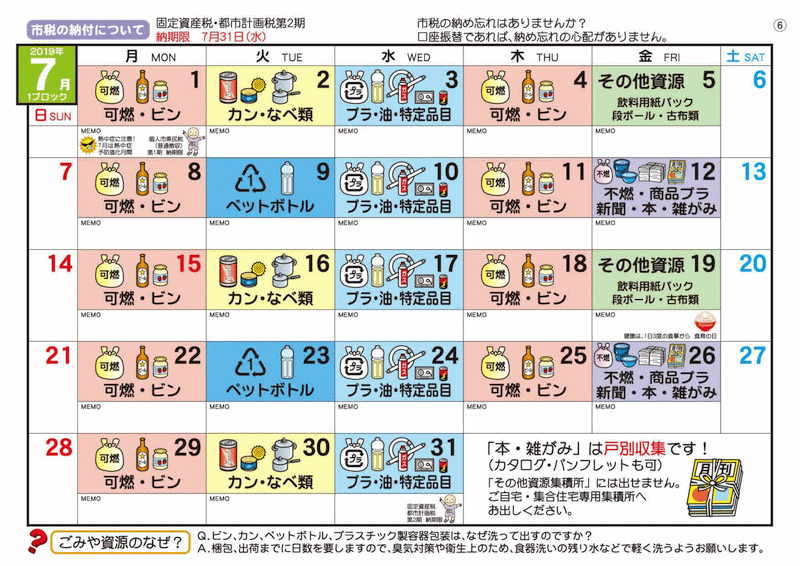 市税の納付について
固定資産税・都市計画税第2期
納期限 7月31日(水)
市税の納め忘れはありませんか?
口座振替であれば、納め忘れの心配がありません。
⑥
2019年
7月
1ブロック
月 MON
火 TUE
水 WED
木 THU
金 FRI
土 SAT
日 SUN
可燃 1
可燃・ビン
2
カン・なべ類
プラ 3
プラ・油・特定品目
可燃 4
可燃・ビン
その他資源 5
飲料用紙パック
段ボール・古布類
6
MEMO
熱中症に注意!
7月は熱中症
予防強化月間
個人市県民税
(普通徴収)
第1期 納期限
MEMO
MEMO
MEMO
MEMO
7
可燃 8
可燃・ビン
1 9
ペットボトル
プラ 10
プラ・油・特定品目
可燃 11
可燃・ビン
不燃 12
不燃・商品プラ
新聞・本・雑がみ
13
MEMO
MEMO
MEMO
MEMO
MEMO
14
可燃 15
可燃・ビン
16
カン・なべ類
プラ 17
プラ・油・特定品目
可燃 18
可燃・ビン
その他資源 19
飲料用紙パック
段ボール・古布類
20
MEMO
MEMO
MEMO
MEMO
MEMO
健康は、1日3度の食事から 食育の日
21
可燃 22
可燃・ビン
1 23
ペットボトル
プラ 24
プラ・油・特定品目
可燃 25
可燃・ビン
不燃 26
不燃・商品プラ
新聞・本・雑がみ
27
MEMO
MEMO
MEMO
MEMO
MEMO
28
可燃 29
可燃・ビン
30
カン・なべ類
プラ 31
プラ・油・特定品目
MEMO
MEMO
MEMO
固定資産税
都市計画税
第2期 納期限
「本・雑がみ」は戸別収集です!
(カタログ・パンフレットも可)
「その他資源集積所」には出せません。
ご自宅・集合住宅専用集積所へ
お出しください。
月刊
ごみや資源のなぜ?
Q.ビン、カン、ペットボトル、プラスチック製容器包装は、なぜ洗って出すのですか?
A.梱包、出荷までに日数を要しますので、臭気対策や衛生上のため、食器洗いの残り水などで軽く洗うようお願いします。